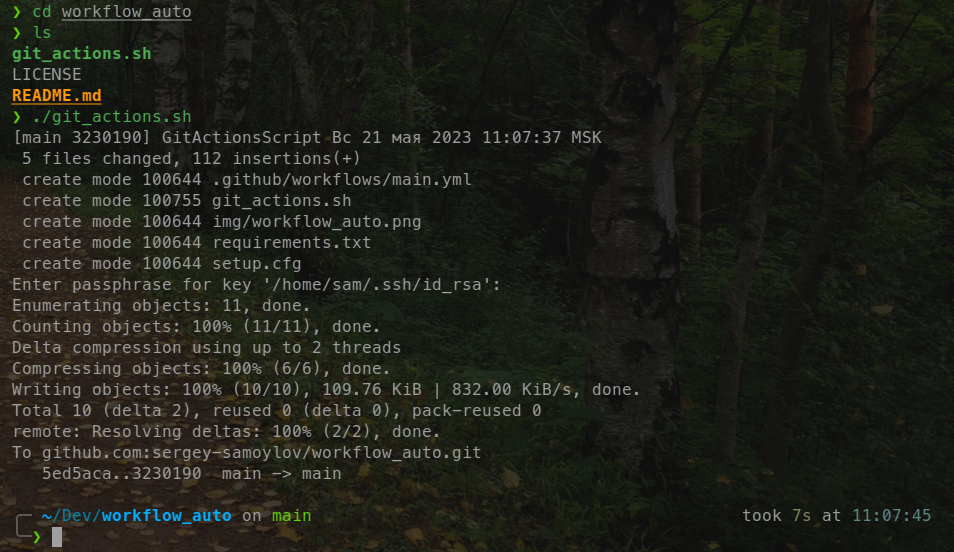 ❯ cd workflow_auto
❯ ls
git_actions.sh
LICENSE
README.md
❯ ./git_actions.sh
[main 3230190] GitActionsScript Вс 21 мая 2023 11:07:37 MSK
5 files changed, 112 insertions(+)
create mode 100644 .github/workflows/main.yml
create mode 100755 git_actions.sh
create mode 100644 img/workflow_auto.png
create mode 100644 requirements.txt
create mode 100644 setup.cfg
Enter passphrase for key '/home/sam/.ssh/id_rsa':
Enumerating objects: 11, done.
Counting objects: 100% (11/11), done.
Delta compression using up to 2 threads
Compressing objects: 100% (6/6), done.
Writing objects: 100% (10/10), 109.76 KiB | 832.00 KiB/s, done.
Total 10 (delta 2), reused 0 (delta 0), pack-reused 0
remote: Resolving deltas: 100% (2/2), done.
To github.com:sergey-samoylov/workflow_auto.git
5ed5aca..3230190  main -> main
~/Dev/workflow_auto on main took 7s at 11:07:45
❯